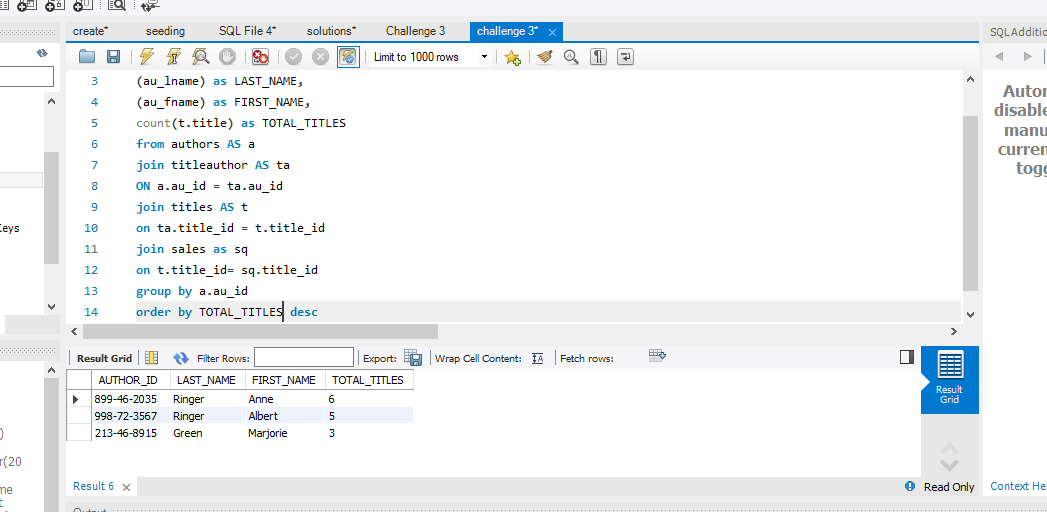 create* seeding SQL File 4* solutions* Challenge 3 challenge 3* × SQLAdditio
Limit to 1000 rows
3 (au_lname) as LAST_NAME,
4 (au_fname) as FIRST_NAME,
5 count(t.title) as TOTAL_TITLES
6 from authors AS a
7 join titleauthor AS ta
8 ON a.au_id = ta.au_id
9 join titles AS t
10 on ta.title_id = t.title_id
11 join sales as sq
12 on t.title_id= sq.title_id
13 group by a.au_id
14 order by TOTAL_TITLES desc
Autor
disable
manu
curren
togg
Keys
Result Grid Filter Rows: Export: Wrap Cell Content: IA Fetch rows:
AUTHOR_ID LAST_NAME FIRST_NAME TOTAL_TITLES
899-46-2035 Ringer Anne 6
998-72-3567 Ringer Albert 5
213-46-8915 Green Marjorie 3
Result
Grid
)
r(20
me
t
Result 6 × Read Only Context He